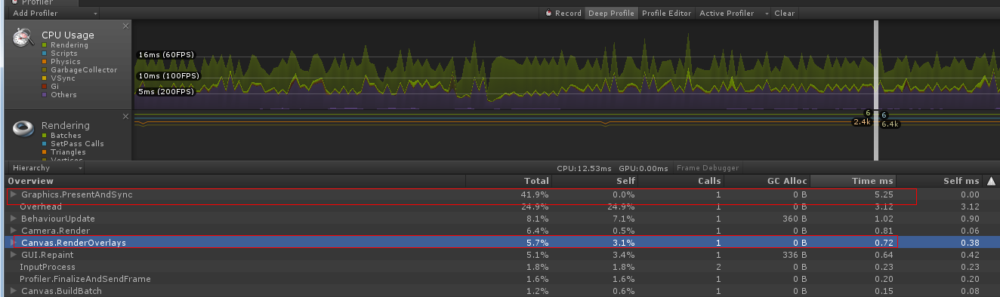 Profiler
Add Profiler Record Deep Profile Profile Editor Active Profiler Clear
CPU Usage
Rendering
Scripts
Physics
GarbageCollector
VSync
Gi
Others
16ms (60FPS)
10ms (100FPS)
5ms (200FPS)
Rendering
Batches
SetPass Calls
Triangles
Vertices
6 6
2.4k 6.4k
Hierarchy CPU:12.53ms GPU:0.00ms Frame Debugger
Overview Total Self Calls GC Alloc Time ms Self ms
Graphics.PresentAndSync 41.9% 0.0% 1 0 B 5.25 0.00
Overhead 24.9% 24.9% 1 0 B 3.12 3.12
BehaviourUpdate 8.1% 7.1% 1 360 B 1.02 0.90
Camera.Render 6.4% 0.5% 1 0 B 0.81 0.06
Canvas.RenderOverlays 5.7% 3.1% 1 0 B 0.72 0.38
GUI.Repaint 5.1% 3.4% 1 336 B 0.64 0.42
InputProcess 1.8% 1.8% 2 0 B 0.23 0.23
Profiler.FinalizeAndSendFrame 1.6% 1.6% 1 0 B 0.20 0.20
Canvas.BuildBatch 1.2% 0.6% 1 0 B 0.15 0.08